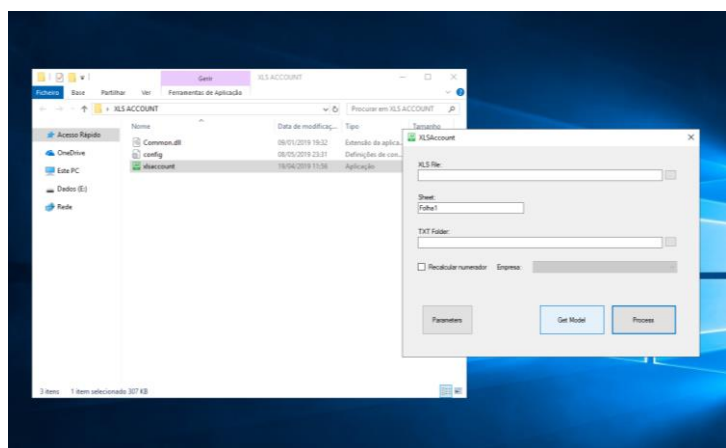 Gerir
XLS ACCOUNT
Ficheiro Base Partilhar Ver Ferramentas de Aplicação
XLS ACCOUNT
Procurar em XLS ACCOUNT
Nome Data de modificaç... Tipo Tamanho
Acesso Rápido
OneDrive
Este PC
Dados (E:)
Rede
Common.dll 09/01/2019 19:32 Extensão da aplica...
config 08/05/2019 23:31 Definições de con...
xlsaccount 19/04/2019 11:56 Aplicação
3 itens 1 item selecionado 307 KB
XLSAccount
XLS File:
Sheet:
Folha1
TXT Folder:
Recalcular numerador Empresa:
Parameters Get Model Process